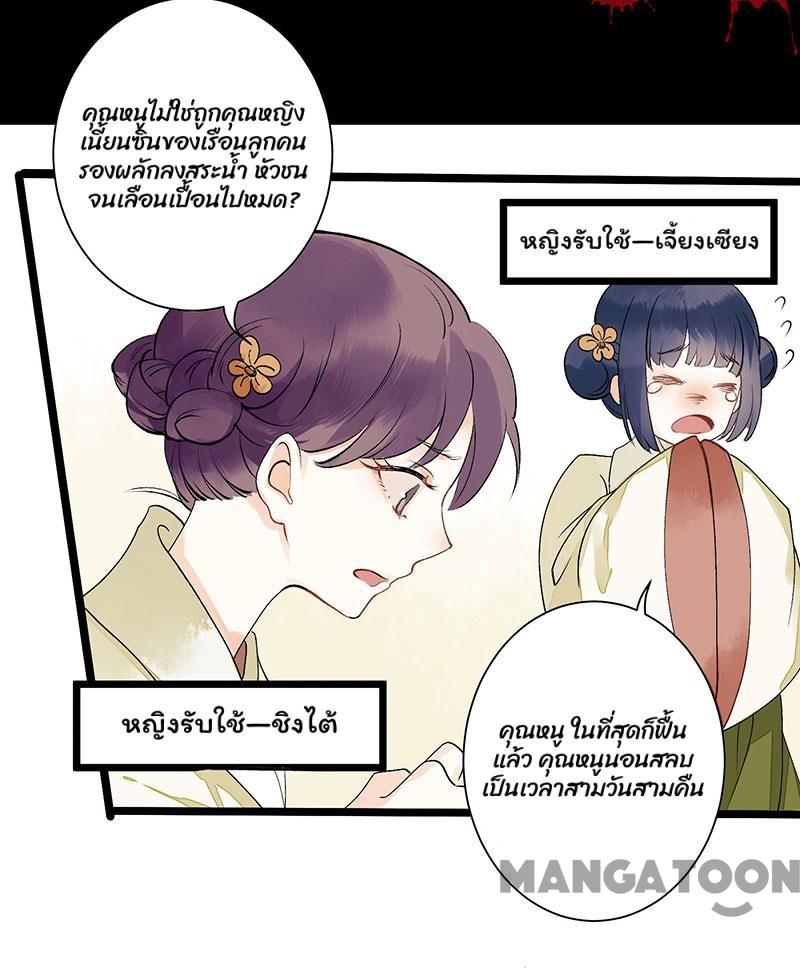 คุณหนูไม่ใช่ถูกคุณหญิง
เนี้ยนซินของเรือนลูกคน
รองผลักลงสระน้ำ หัวชน
จนเลือนเปื้อนไปหมด?
หญิงรับใช้—เจี้ยงเซียง
หญิงรับใช้—ชิงไต้
คุณหนู ในที่สุดก็ฟื้น
แล้ว คุณหนูนอนสลบ
เป็นเวลาสามวันสามคืน
MANGATOON